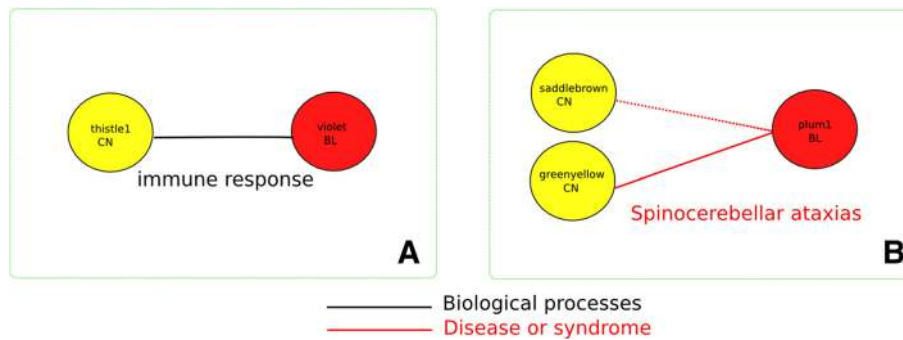 thistle1
CN
violet
BL
immune response
A
saddlebrown
CN
greenyellow
CN
plum1
BL
Spinocerebellar ataxias
B
Biological processes
Disease or syndrome